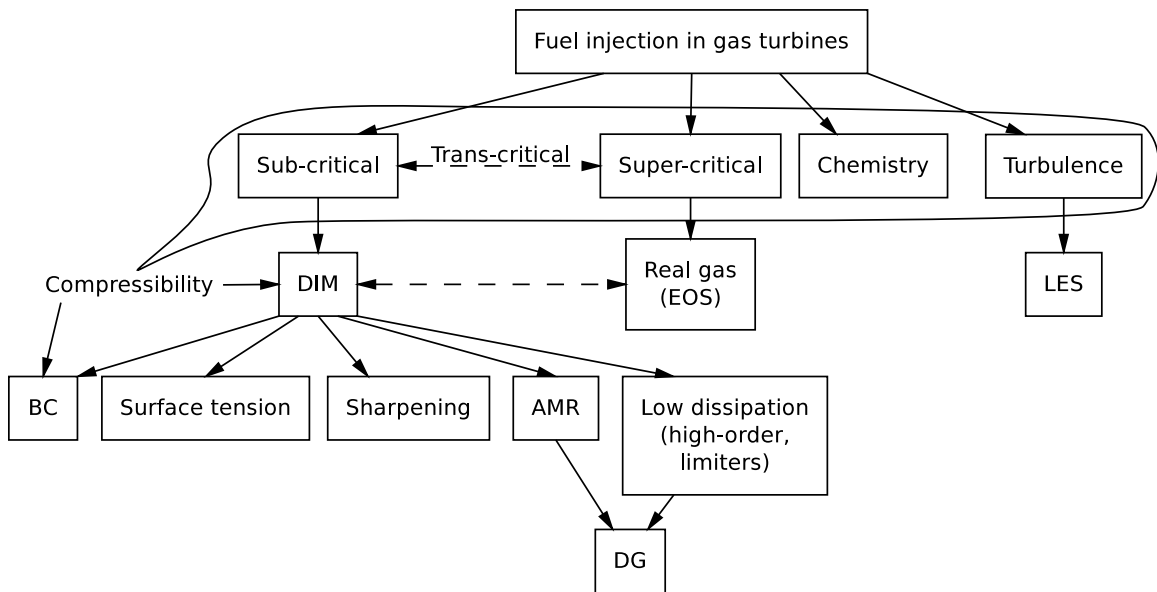 Fuel injection in gas turbines
Sub-critical
Trans-critical
Super-critical
Chemistry
Turbulence
Compressibility
DIM
Real gas
(EOS)
LES
BC
Surface tension
Sharpening
AMR
Low dissipation
(high-order,
limiters)
DG